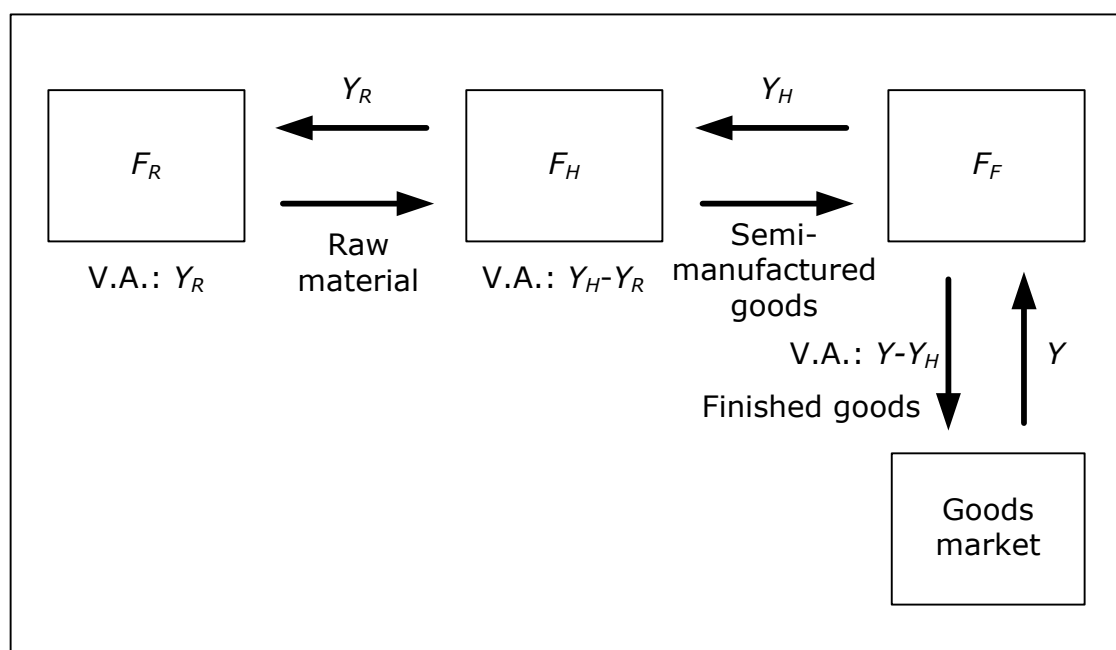 Y_R
Y_H
F_R
F_H
F_F
Raw
material
Semi-
manufactured
goods
V.A.: Y_R
V.A.: Y_H-Y_R
V.A.: Y-Y_H
Y
Finished goods
Goods
market